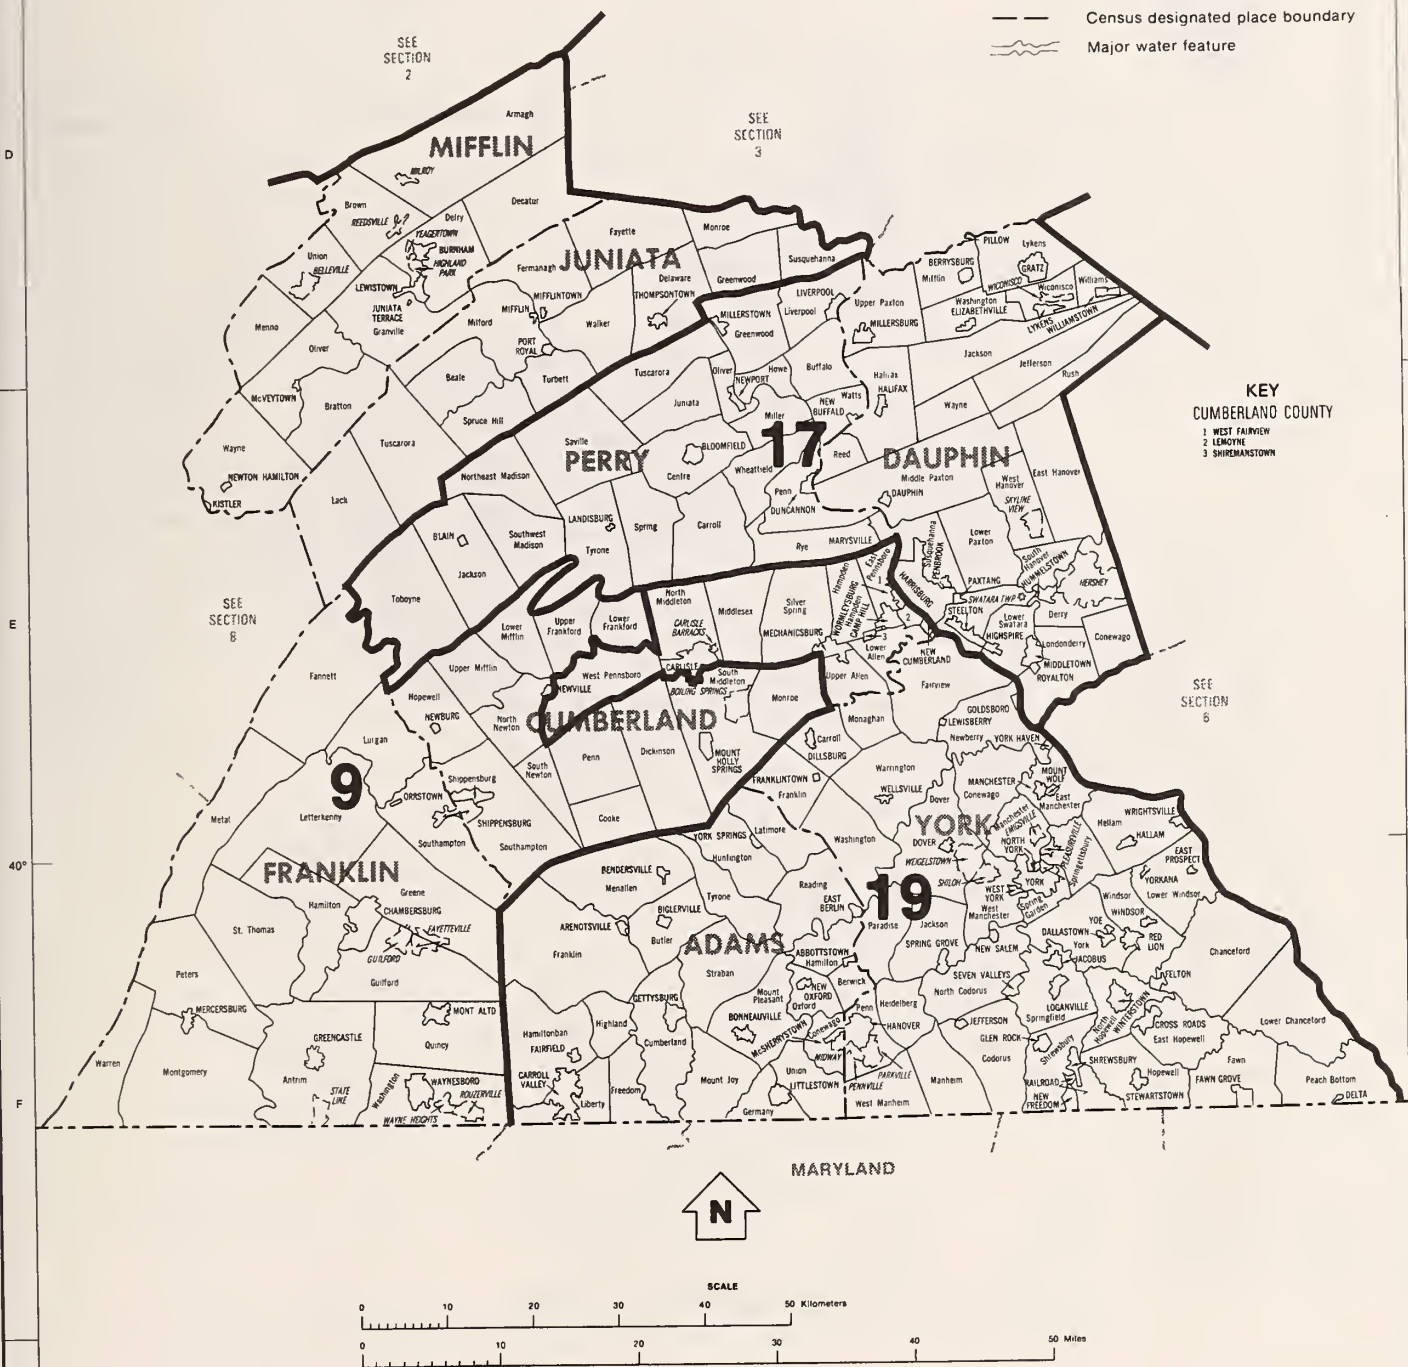 Census designated place boundary
Major water feature
SEE
SECTION
2
SEE
SECTION
3
D
Armagh
MIFFLIN
MILROY
Brown
REEDSVILLE
Derry
Decatur
YEAGERTOWN
BURNHAM
HIGHLAND
PARK
Union
BELLEVILLE
LEWISTOWN
JUNIATA
TERRACE
Granville
Menno
Oliver
McVEYTOWN
Bratton
Wayne
NEWTON HAMILTON
KISTLER
Fayette
Monroe
JUNIATA
Fermanagh
Susquehanna
Greenwood
Delaware
THOMPSONTOWN
MIFFLINTOWN
MIFFLIN
Walker
Milford
PORT
ROYAL
Turbett
Beale
Spruce Hill
Tuscarora
Lack
PILLOW
Lykens
BERRYSBURG
Mifflin
GRATZ
WICONISCO
Wiconisco
Williams
Washington
ELIZABETHVILLE
LYKENS
WILLIAMSTOWN
Upper Paxton
MILLERSBURG
LIVERPOOL
Liverpool
MILLERSTOWN
Greenwood
Jackson
Jefferson
Rush
Halifax
HALIFAX
Wayne
Tuscarora
Oliver
NEWPORT
Howe
Buffalo
Watts
NEW
BUFFALO
Juniata
Miller
17
Saville
PERRY
BLOOMFIELD
Centre
Wheatfield
Reed
DAUPHIN
Middle Paxton
West
Hanover
East Hanover
SKYLINE
VIEW
DAUPHIN
Penn
DUNCANNON
Northeast Madison
LANDISBURG
Spring
Carroll
Tyrone
Southwest
Madison
BLAIN
Jackson
Toboyne
Rye
MARYSVILLE
KEY
CUMBERLAND COUNTY
1 WEST FAIRVIEW
2 LEMOYNE
3 SHIREMANSTOWN
Lower
Paxton
Susquehanna
PENBROOK
PAXTANG
South
Hanover
HUMMELSTOWN
HERSHEY
SWATARA TWP
HARRISBURG
STEELTON
Lower
Swatara
HIGHSPIRE
Derry
Londonderry
Conewago
MIDDLETOWN
ROYALTON
E
SEE
SECTION
8
SEE
SECTION
6
North
Middleton
Middlesex
Silver
Spring
Hampden
East
Pennsboro
1
WORMLEYSBURG
Hampden
CAMP HILL
2
3
CARLISLE
BARRACKS
MECHANICSBURG
Lower
Allen
NEW
CUMBERLAND
Upper Allen
Lower
Mifflin
Upper
Frankford
Lower
Frankford
Upper Mifflin
West Pennsboro
CARLISLE
South
Middleton
BOILING SPRINGS
Monroe
NEWVILLE
Hopewell
NEWBURG
North
Newton
CUMBERLAND
Penn
Dickinson
MOUNT
HOLLY
SPRINGS
South
Newton
Cooke
Shippensburg
SHIPPENSBURG
Southampton
Fannett
Lurgan
9
ORRSTOWN
Metal
Letterkenny
Southampton
40°
FRANKLIN
Greene
Hamilton
CHAMBERSBURG
FAYETTEVILLE
St. Thomas
GUILFORD
Guilford
Peters
MERCERSBURG
MONT ALTO
GREENCASTLE
Quincy
Warren
Montgomery
Antrim
STATE
LINE
Washington
WAYNESBORO
ROUZERVILLE
WAYNE HEIGHTS
F
Fairview
GOLDSBORO
LEWISBERRY
Newberry
YORK HAVEN
Monaghan
Carroll
DILLSBURG
FRANKLINTOWN
Franklin
Warrington
WELLSVILLE
MANCHESTER
Conewago
MOUNT
WOLF
East
Manchester
Dover
YORK
Manchester
EMIGSVILLE
Hellam
WRIGHTSVILLE
HALLAM
Washington
DOVER
NORTH
YORK
PLEASUREVILLE
Springettsbury
EAST
PROSPECT
YORKANA
WEIGELSTOWN
SHILOH
19
WEST
YORK
YORK
Spring
Garden
West
Manchester
Windsor
Lower Windsor
WINDSOR
YOE
RED
LION
DALLASTOWN
York
JACOBUS
Chanceford
Paradise
Jackson
SPRING GROVE
NEW SALEM
SEVEN VALLEYS
North Codorus
FELTON
LOGANVILLE
Springfield
WINTERSTOWN
North
Hopewell
CROSS ROADS
East Hopewell
Lower Chanceford
Heidelberg
HANOVER
Penn
JEFFERSON
Codorus
GLEN ROCK
Shrewsbury
SHREWSBURY
Hopewell
Fawn
FAWN GROVE
Peach Bottom
DELTA
RAILROAD
NEW
FREEDOM
STEWARTSTOWN
Manheim
PARKVILLE
PENNVILLE
West Manheim
YORK SPRINGS
Latimore
Huntington
BENDERSVILLE
Menallen
Tyrone
Reading
EAST
BERLIN
BIGLERVILLE
ARENDTSVILLE
Butler
ADAMS
Franklin
Straban
ABBOTTSTOWN
Hamilton
Berwick
Mount
Pleasant
NEW
OXFORD
Oxford
GETTYSBURG
BONNEAUVILLE
McSHERRYSTOWN
Conewago
MIDWAY
Highland
Hamiltonban
FAIRFIELD
Cumberland
CARROLL
VALLEY
Liberty
Freedom
Mount Joy
Union
LITTLESTOWN
Germany
MARYLAND
N
SCALE
0 10 20 30 40 50 Kilometers
0 10 20 30 40 50 Miles